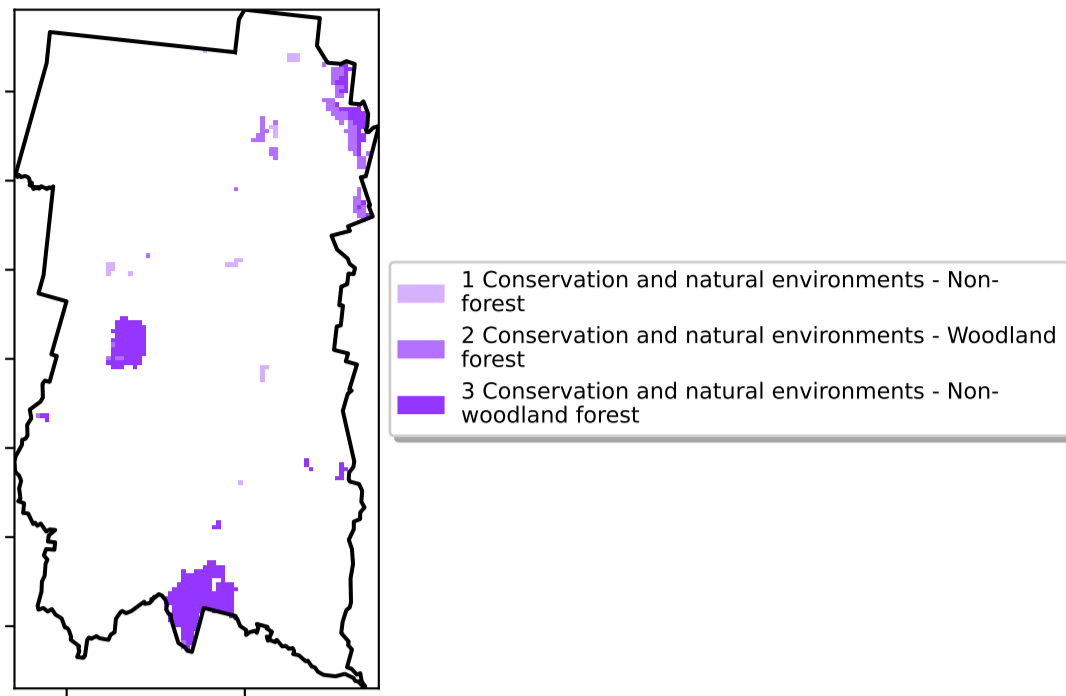 1 Conservation and natural environments - Non-
forest
2 Conservation and natural environments - Woodland
forest
3 Conservation and natural environments - Non-
woodland forest